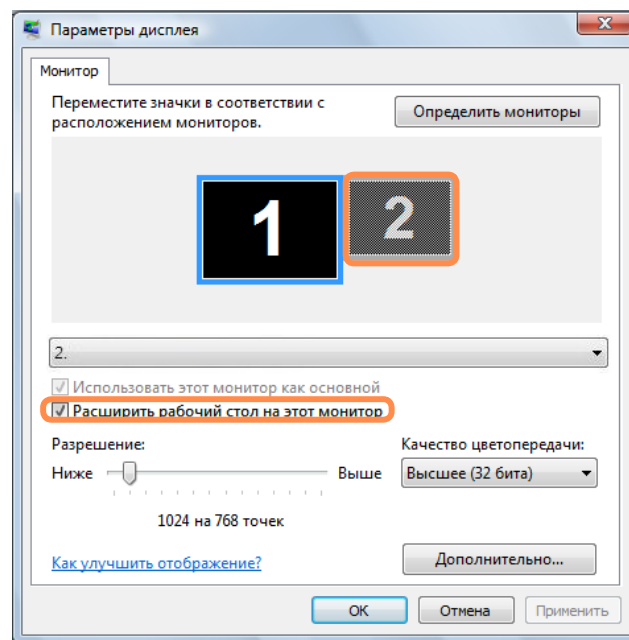 Параметры дисплея
Монитор
Переместите значки в соответствии с
расположением мониторов.
Определить мониторы
1
2
2.
Использовать этот монитор как основной
Расширить рабочий стол на этот монитор
Разрешение:
Качество цветопередачи:
Ниже
Выше
Высшее (32 бита)
1024 на 768 точек
Как улучшить отображение?
Дополнительно...
OK
Отмена
Применить